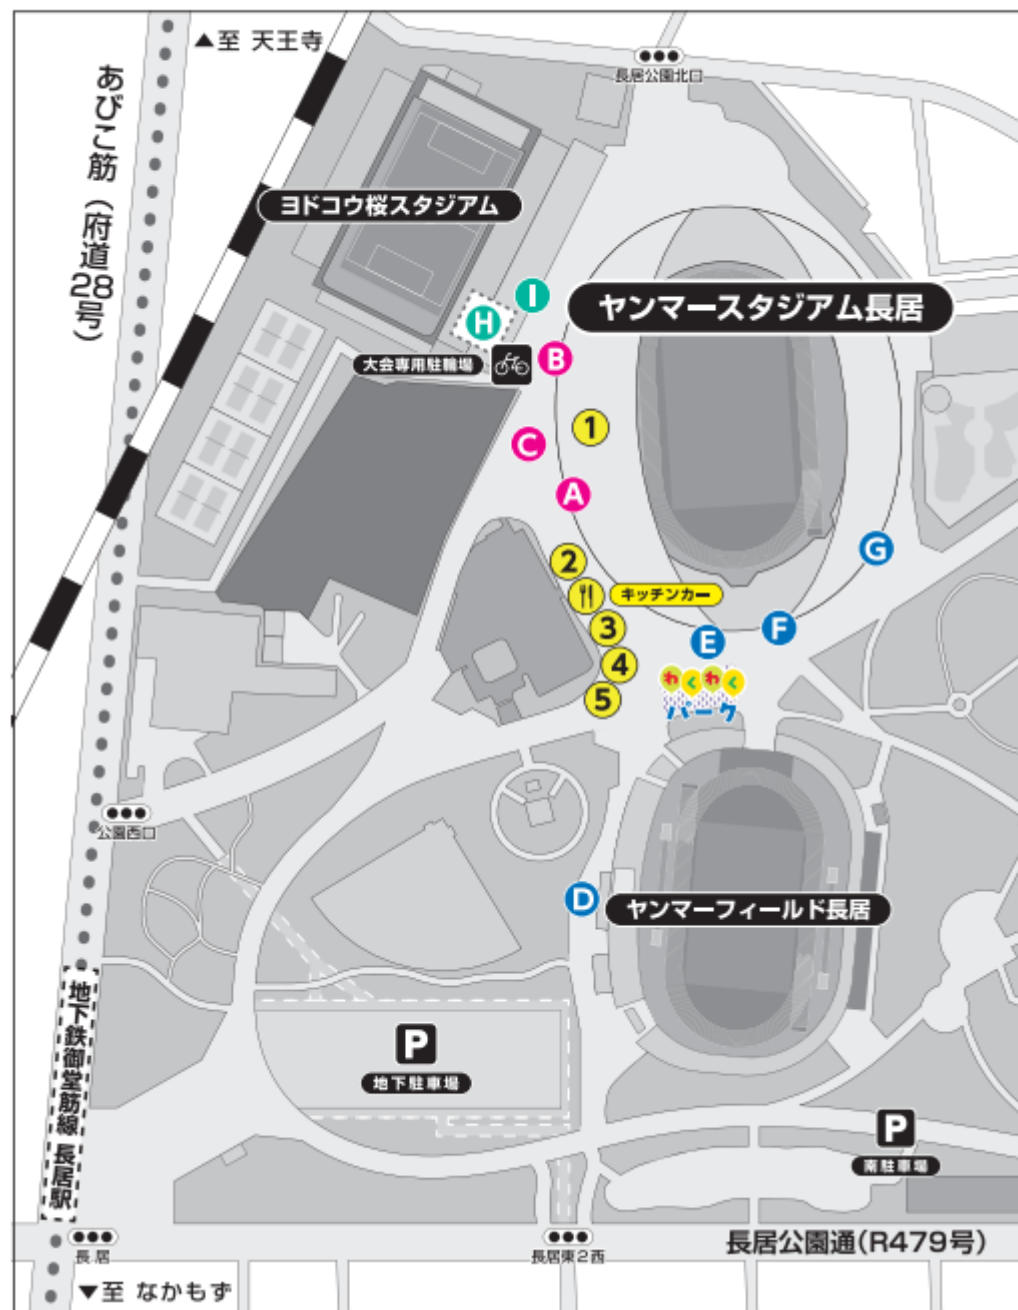 ▲至 天王寺
長居公園北口
あびこ筋（府道28号）
ヨドコウ桜スタジアム
I
ヤンマースタジアム長居
H
大会専用駐輪場
B
1
C
A
2
G
キッチンカー
3
F
E
4
わくわく
パーク
5
公園西口
D
ヤンマーフィールド長居
地下鉄御堂筋線 長居駅
P
地下駐車場
P
南駐車場
長居
長居東2西
長居公園通(R479号)
▼至 なかもず